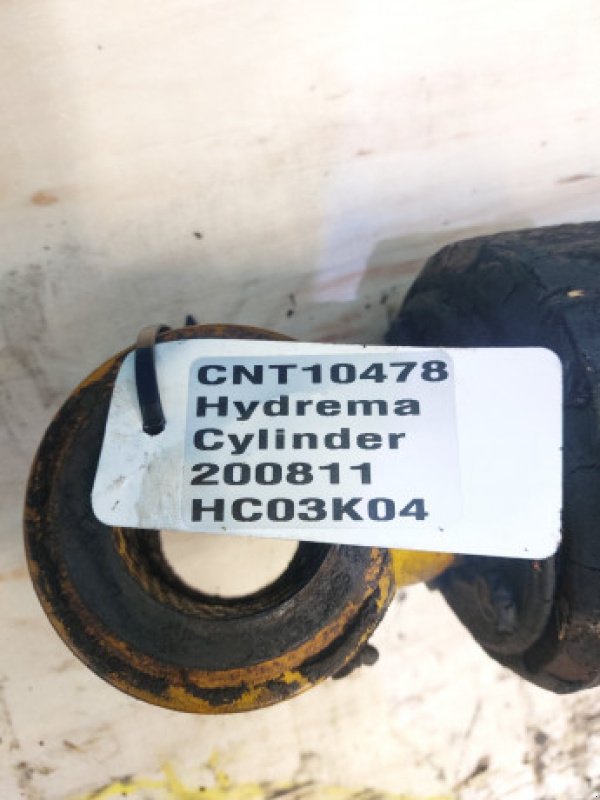 CNT10478
Hydrema
Cylinder
200811
HC03K04